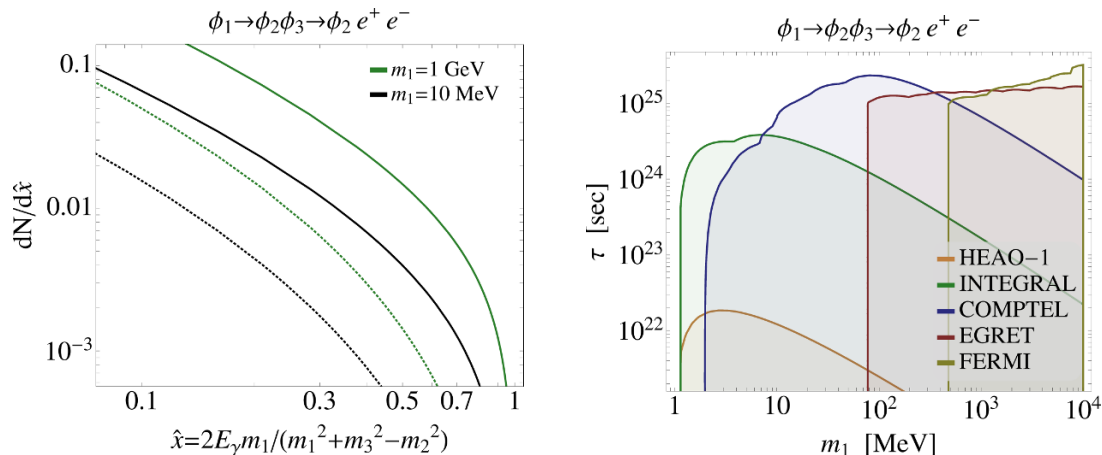 ϕ₁→ϕ₂ϕ₃→ϕ₂ e⁺ e⁻
m₁=1 GeV
m₁=10 MeV
0.1
0.01
10⁻³
dN/dx̂
0.1 0.3 0.5 0.7 1
x̂=2Eᵧm₁/(m₁²+m₃²−m₂²)
ϕ₁→ϕ₂ϕ₃→ϕ₂ e⁺ e⁻
10²⁵
10²⁴
10²³
10²²
τ [sec]
HEAO−1
INTEGRAL
COMPTEL
EGRET
FERMI
1 10 10² 10³ 10⁴
m₁ [MeV]